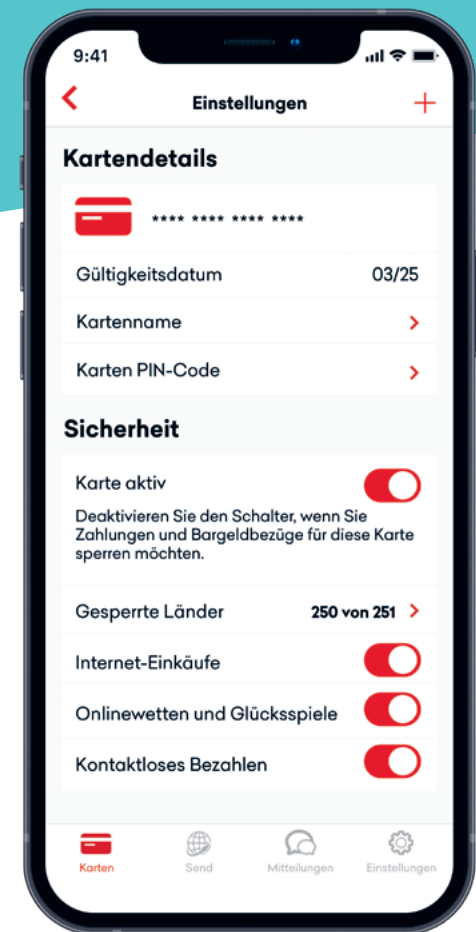 9:41
Einstellungen
Kartendetails
**** **** **** ****
Gültigkeitsdatum 03/25
Kartenname
Karten PIN-Code
Sicherheit
Karte aktiv
Deaktivieren Sie den Schalter, wenn Sie
Zahlungen und Bargeldbezüge für diese Karte
sperren möchten.
Gesperrte Länder 250 von 251
Internet-Einkäufe
Onlinewetten und Glücksspiele
Kontaktloses Bezahlen
Karten Send Mitteilungen Einstellungen